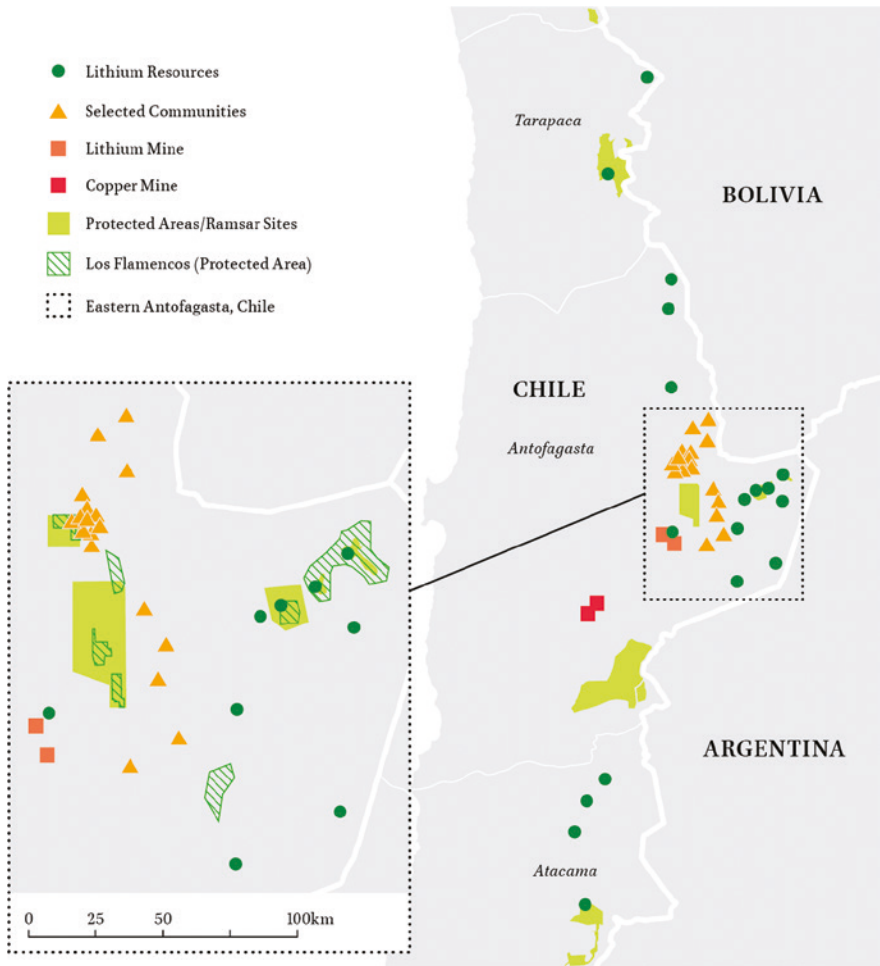 Lithium Resources
Selected Communities
Lithium Mine
Copper Mine
Protected Areas/Ramsar Sites
Los Flamencos (Protected Area)
Eastern Antofagasta, Chile
Tarapaca
BOLIVIA
CHILE
Antofagasta
ARGENTINA
Atacama
0 25 50 100km